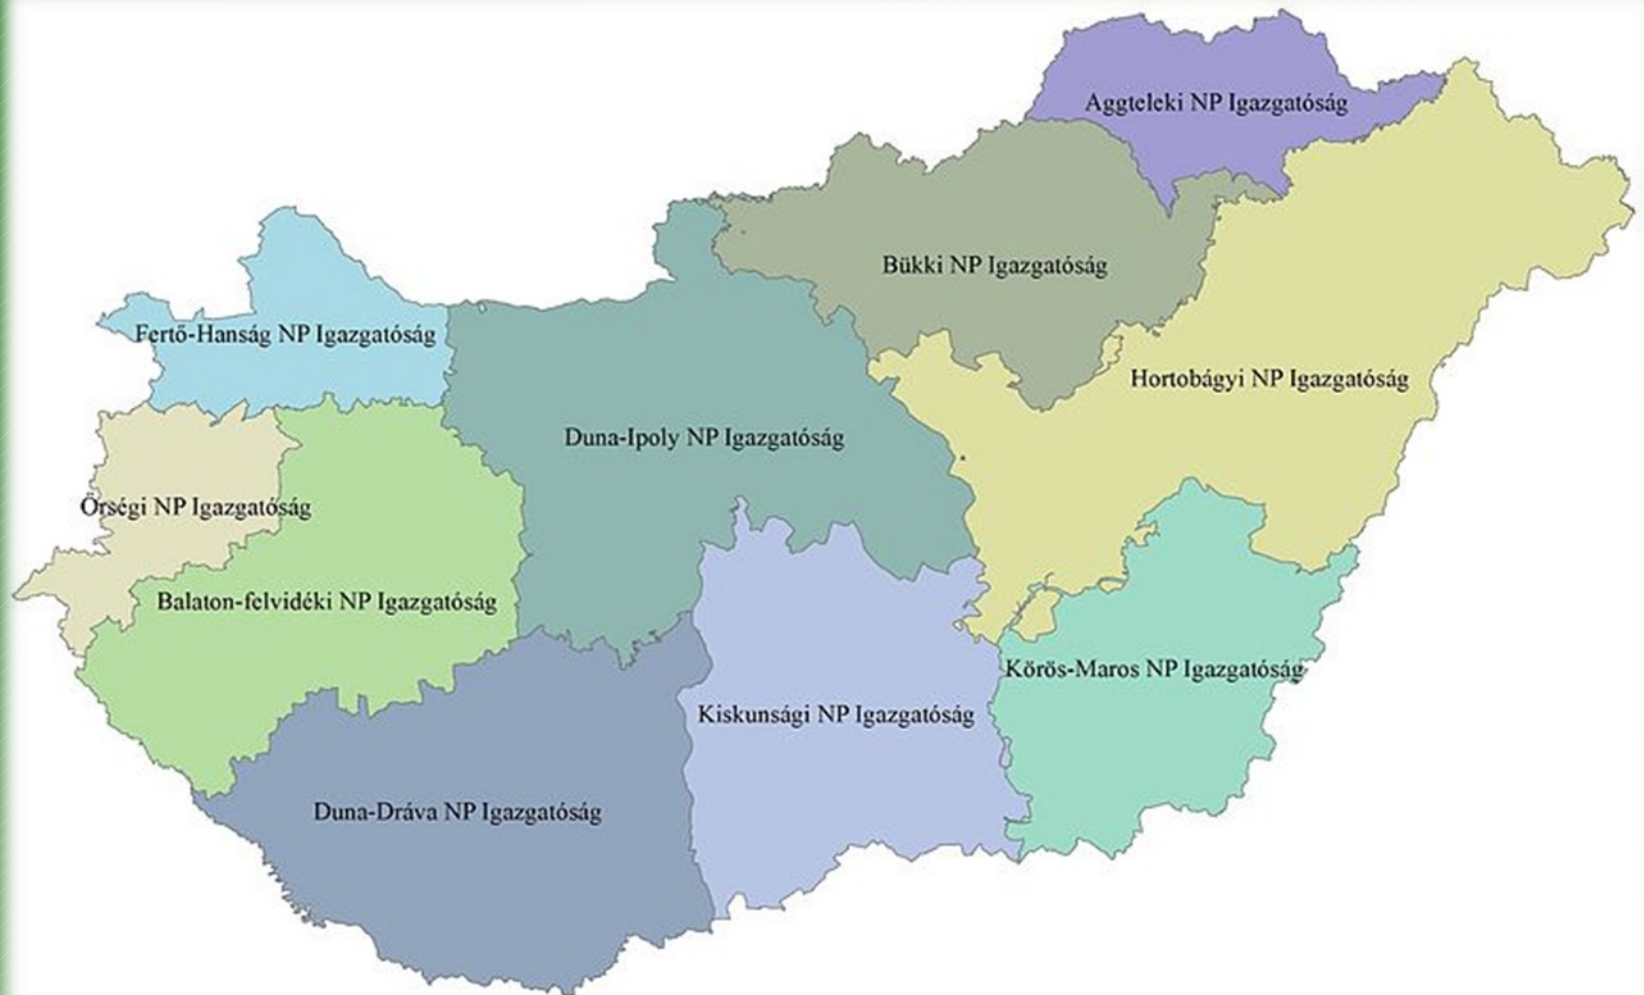 Aggteleki NP Igazgatóság
Bükki NP Igazgatóság
Fertő-Hanság NP Igazgatóság
Hortobágyi NP Igazgatóság
Duna-Ipoly NP Igazgatóság
Őrségi NP Igazgatóság
Balaton-felvidéki NP Igazgatóság
Körös-Maros NP Igazgatóság
Kiskunsági NP Igazgatóság
Duna-Dráva NP Igazgatóság